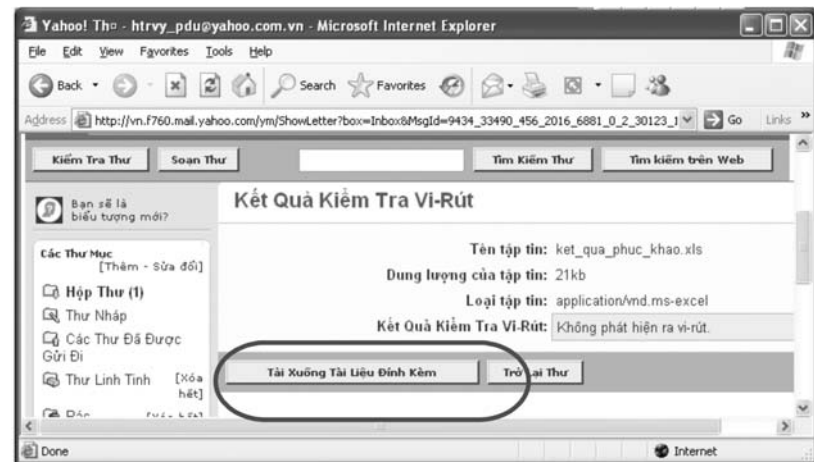 Yahoo! Th¤ - htrvy_pdu@yahoo.com.vn - Microsoft Internet Explorer
File Edit View Favorites Tools Help
Back Search Favorites
Address http://vn.f760.mail.yahoo.com/ym/ShowLetter?box=Inbox&MsgId=9434_33490_456_2016_6881_0_2_30123_1 Go Links »
Kiểm Tra Thư Soạn Thư Tìm Kiếm Thư Tìm kiếm trên Web
Bạn sẽ là
biểu tượng mới?
Kết Quả Kiểm Tra Vi-Rút
Các Thư Mục
[Thêm - Sửa đổi]
Hộp Thư (1)
Thư Nháp
Các Thư Đã Được
Gửi Đi
Thư Linh Tinh [Xóa
hết]
Tên tập tin: ket_qua_phuc_khao.xls
Dung lượng của tập tin: 21kb
Loại tập tin: application/vnd.ms-excel
Kết Quả Kiểm Tra Vi-Rút: Không phát hiện ra vi-rút.
Tải Xuống Tài Liệu Đính Kèm Trở Lại Thư
Done Internet